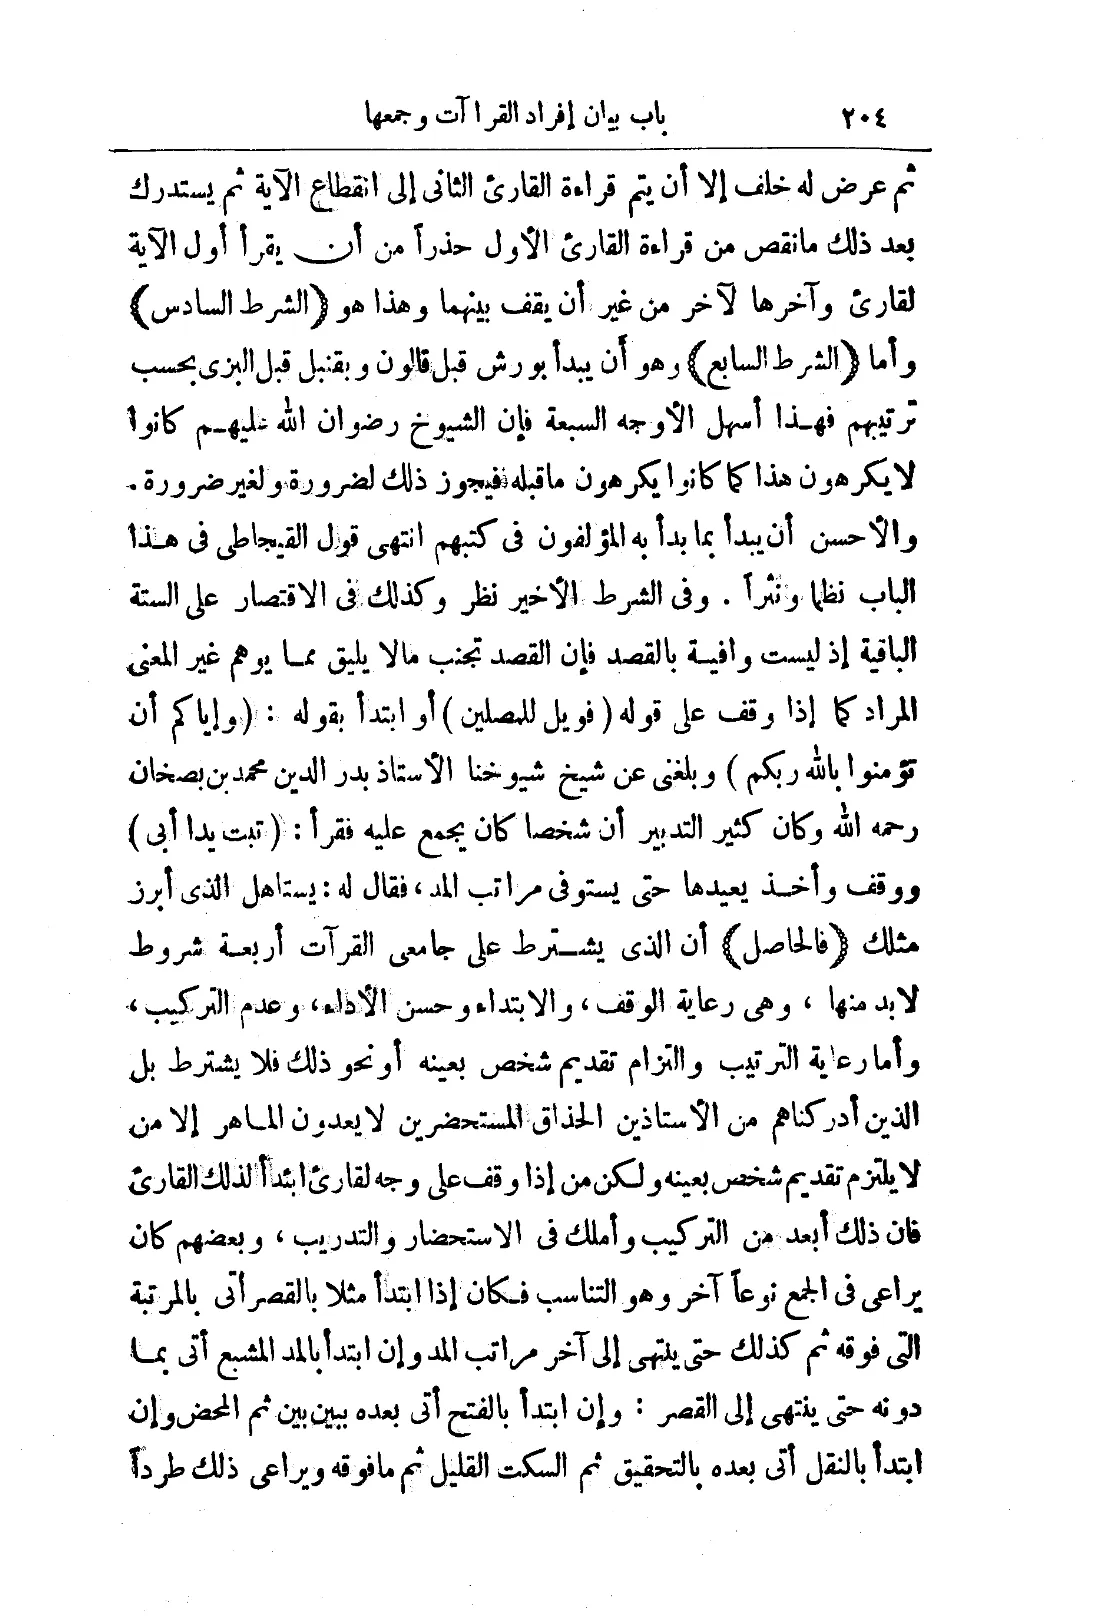 ٢٠٤ باب بيان إفراد القراآت وجمعها
ثم عرض له خلف إلا أن يتم قراءة القارئ الثانى إلى انقطاع الآية ثم يستدرك
بعد ذلك مانقص من قراءة القارئ الأول حذراً من أن يقرأ أول الآية
لقارئ وآخرها لآخر من غير أن يقف بينهما وهذا هو ﴿الشرط السادس﴾
وأما ﴿الشرط السابع﴾ وهو أن يبدأ بورش قبل قالون وبقنبل قبل البزى بحسب
ترتيبهم فهذا أسهل الأوجه السبعة فإن الشيوخ رضوان الله عليهم كانوا
لايكرهون هذا كما كانوا يكرهون ماقبله فيجوز ذلك لضرورة ولغير ضرورة.
والأحسن أن يبدأ بما بدأ به المؤلفون فى كتبهم انتهى قول القيجاطى فى هذا
الباب نظما ونثراً . وفى الشرط الأخير نظر وكذلك فى الاقتصار على الستة
الباقية إذ ليست وافية بالقصد فإن القصد تجنب مالا يليق مما يوهم غير المعنى
المراد كما إذا وقف على قوله (فويل للمصلين) أو ابتدأ بقوله : (وإياكم أن
تؤمنوا بالله ربكم) وبلغنى عن شيخ شيوخنا الأستاذ بدر الدين محمد بن بصخان
رحمه الله وكان كثير التدبير أن شخصا كان يجمع عليه فقرأ : (تبت يدا أبى)
ووقف وأخذ يعيدها حتى يستوفى مراتب المد، فقال له : يستاهل الذى أبرز
مثلك ﴿فالحاصل﴾ أن الذى يشترط على جامعى القرآت أربعة شروط
لابد منها ، وهى رعاية الوقف ، والابتداء وحسن الأداء، وعدم التركيب ،
وأما رعاية الترتيب والتزام تقديم شخص بعينه أونحو ذلك فلا يشترط بل
الذين أدركناهم من الأستاذين الحذاق المستحضرين لايعدون الماهر إلا من
لايلتزم تقديم شخص بعينه ولكن من إذا وقف على وجه لقارئ ابتدأ لذلك القارئ
فان ذلك أبعد من التركيب وأملك فى الاستحضار والتدريب ، وبعضهم كان
يراعى فى الجمع نوعاً آخر وهو التناسب فكان إذا ابتدأ مثلا بالقصر أتى بالمرتبة
التى فوقه ثم كذلك حتى ينتهى إلى آخر مراتب المد وإن ابتدأ بالمد المشبع أتى بما
دونه حتى ينتهى إلى القصر : وإن ابتدأ بالفتح أتى بعده ببين بين ثم المحض وإن
ابتدأ بالنقل أتى بعده بالتحقيق ثم السكت القليل ثم مافوقه ويراعى ذلك طرداً